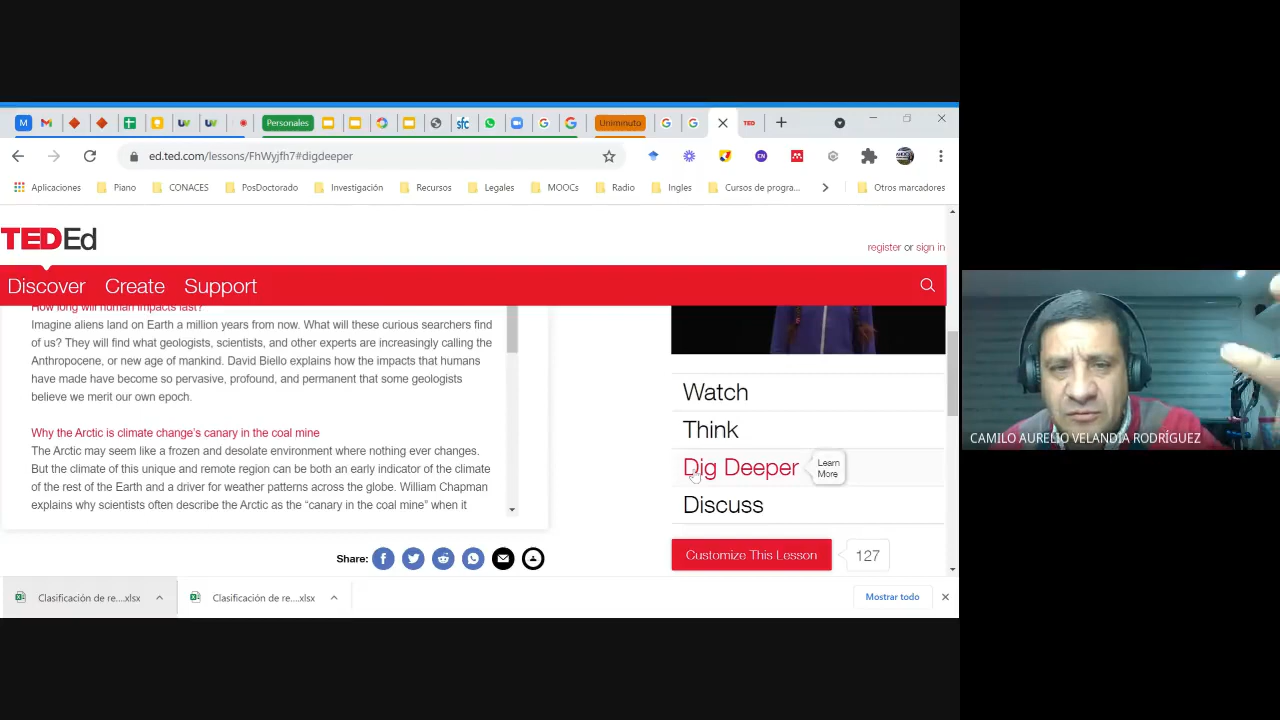 Personales
Uniminuto
TED
ed.ted.com/lessons/FhWyjfh7#digdeeper
Aplicaciones Piano CONACES PosDoctorado Investigación Recursos Legales MOOCs Radio Ingles Cursos de progra... Otros marcadores
TEDEd
register or sign in
Discover Create Support
How long will human impacts last?
Imagine aliens land on Earth a million years from now. What will these curious searchers find
of us? They will find what geologists, scientists, and other experts are increasingly calling the
Anthropocene, or new age of mankind. David Biello explains how the impacts that humans
have made have become so pervasive, profound, and permanent that some geologists
believe we merit our own epoch.
Why the Arctic is climate change's canary in the coal mine
The Arctic may seem like a frozen and desolate environment where nothing ever changes.
But the climate of this unique and remote region can be both an early indicator of the climate
of the rest of the Earth and a driver for weather patterns across the globe. William Chapman
explains why scientists often describe the Arctic as the “canary in the coal mine” when it
Watch
Think
Dig Deeper
Learn
More
Discuss
Customize This Lesson 127
Share:
Clasificación de re....xlsx
Clasificación de re....xlsx
Mostrar todo
CAMILO AURELIO VELANDIA RODRÍGUEZ